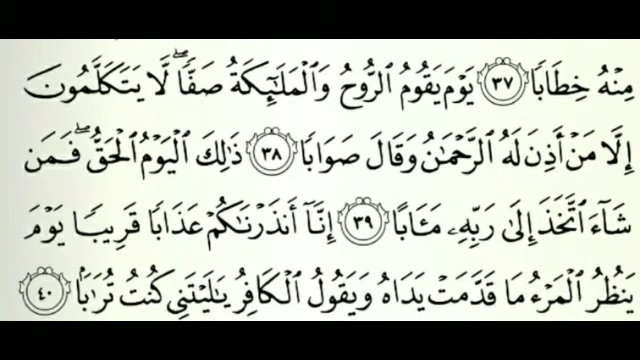 مِنْهُ خِطَابًا ٣٧ يَوْمَ يَقُومُ ٱلرُّوحُ وَٱلْمَلَٰٓئِكَةُ صَفًّاۖ لَّا يَتَكَلَّمُونَ
إِلَّا مَنْ أَذِنَ لَهُ ٱلرَّحْمَٰنُ وَقَالَ صَوَابًا ٣٨ ذَٰلِكَ ٱلْيَوْمُ ٱلْحَقُّۖ فَمَن
شَآءَ ٱتَّخَذَ إِلَىٰ رَبِّهِۦ مَـَٔابًا ٣٩ إِنَّآ أَنذَرْنَٰكُمْ عَذَابًا قَرِيبًا يَوْمَ
يَنظُرُ ٱلْمَرْءُ مَا قَدَّمَتْ يَدَاهُ وَيَقُولُ ٱلْكَافِرُ يَٰلَيْتَنِى كُنتُ تُرَٰبًۢا ٤٠